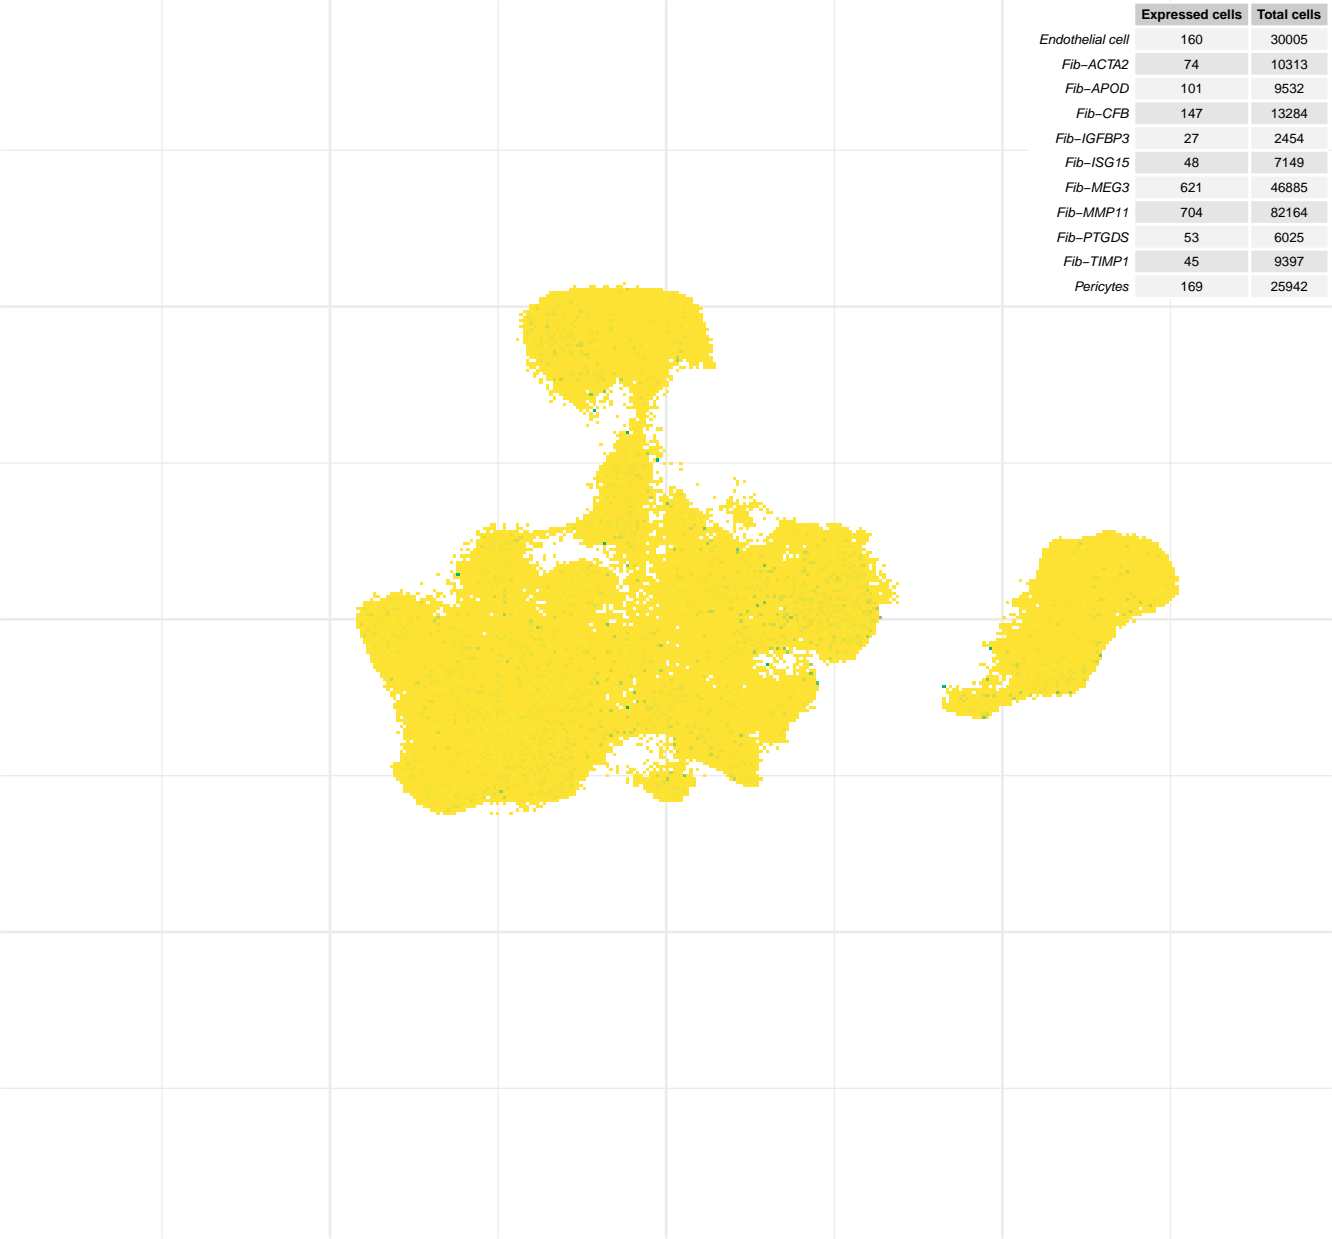 Expressed cells Total cells
Endothelial cell 160 30005
Fib−ACTA2 74 10313
Fib−APOD 101 9532
Fib−CFB 147 13284
Fib−IGFBP3 27 2454
Fib−ISG15 48 7149
Fib−MEG3 621 46885
Fib−MMP11 704 82164
Fib−PTGDS 53 6025
Fib−TIMP1 45 9397
Pericytes 169 25942